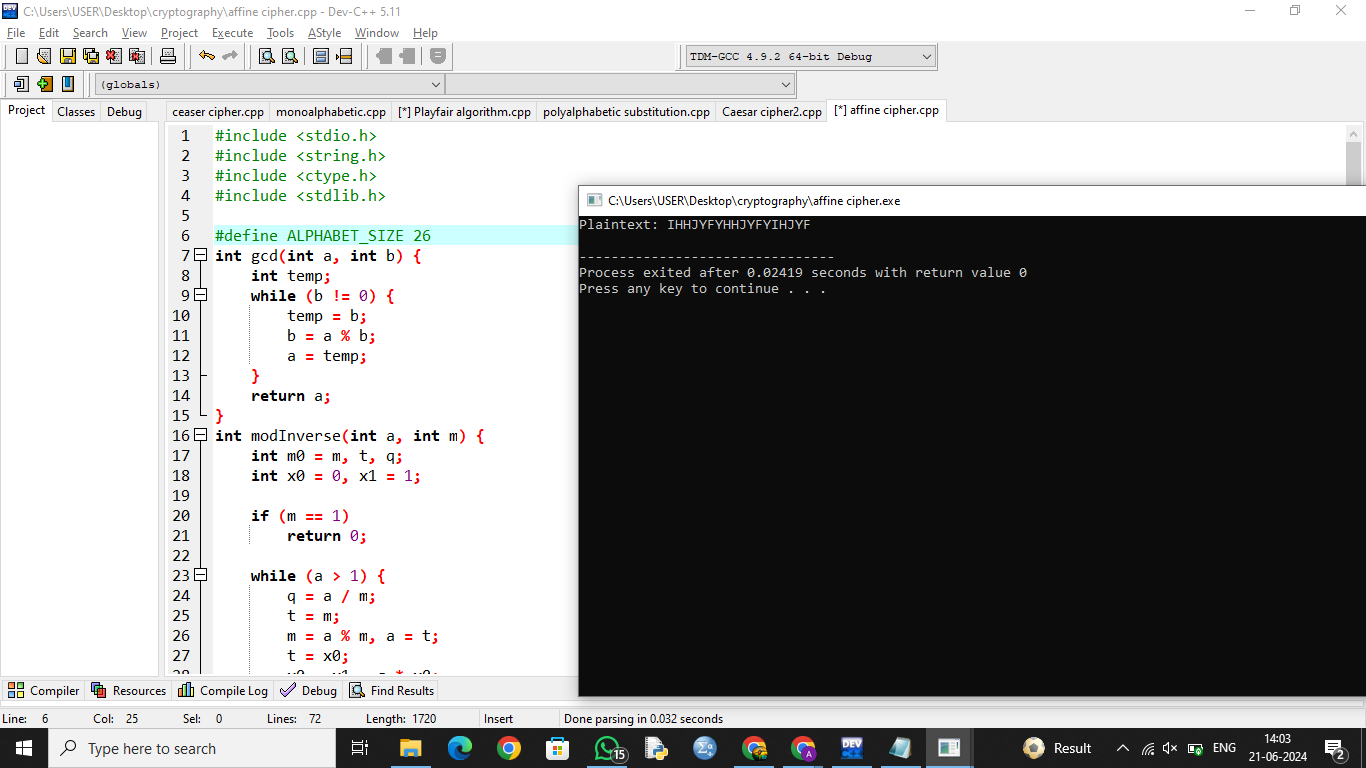 C:\Users\USER\Desktop\cryptography\affine cipher.cpp - Dev-C++ 5.11
File Edit Search View Project Execute Tools AStyle Window Help
TDM-GCC 4.9.2 64-bit Debug
(globals)
Project Classes Debug
ceaser cipher.cpp monoalphabetic.cpp [*] Playfair algorithm.cpp polyalphabetic substitution.cpp Caesar cipher2.cpp [*] affine cipher.cpp
1 #include <stdio.h>
2 #include <string.h>
3 #include <ctype.h>
4 #include <stdlib.h>
5
6 #define ALPHABET_SIZE 26
7 int gcd(int a, int b) {
8 int temp;
9 while (b != 0) {
10 temp = b;
11 b = a % b;
12 a = temp;
13 }
14 return a;
15 }
16 int modInverse(int a, int m) {
17 int m0 = m, t, q;
18 int x0 = 0, x1 = 1;
19
20 if (m == 1)
21 return 0;
22
23 while (a > 1) {
24 q = a / m;
25 t = m;
26 m = a % m, a = t;
27 t = x0;
C:\Users\USER\Desktop\cryptography\affine cipher.exe
Plaintext: IHHJYFYHHJYFYIHJYF
--------------------------------
Process exited after 0.02419 seconds with return value 0
Press any key to continue . . .
Compiler Resources Compile Log Debug Find Results
Line: 6 Col: 25 Sel: 0 Lines: 72 Length: 1720 Insert Done parsing in 0.032 seconds
Type here to search
15
A
DEV
Result
ENG
14:03
21-06-2024
2